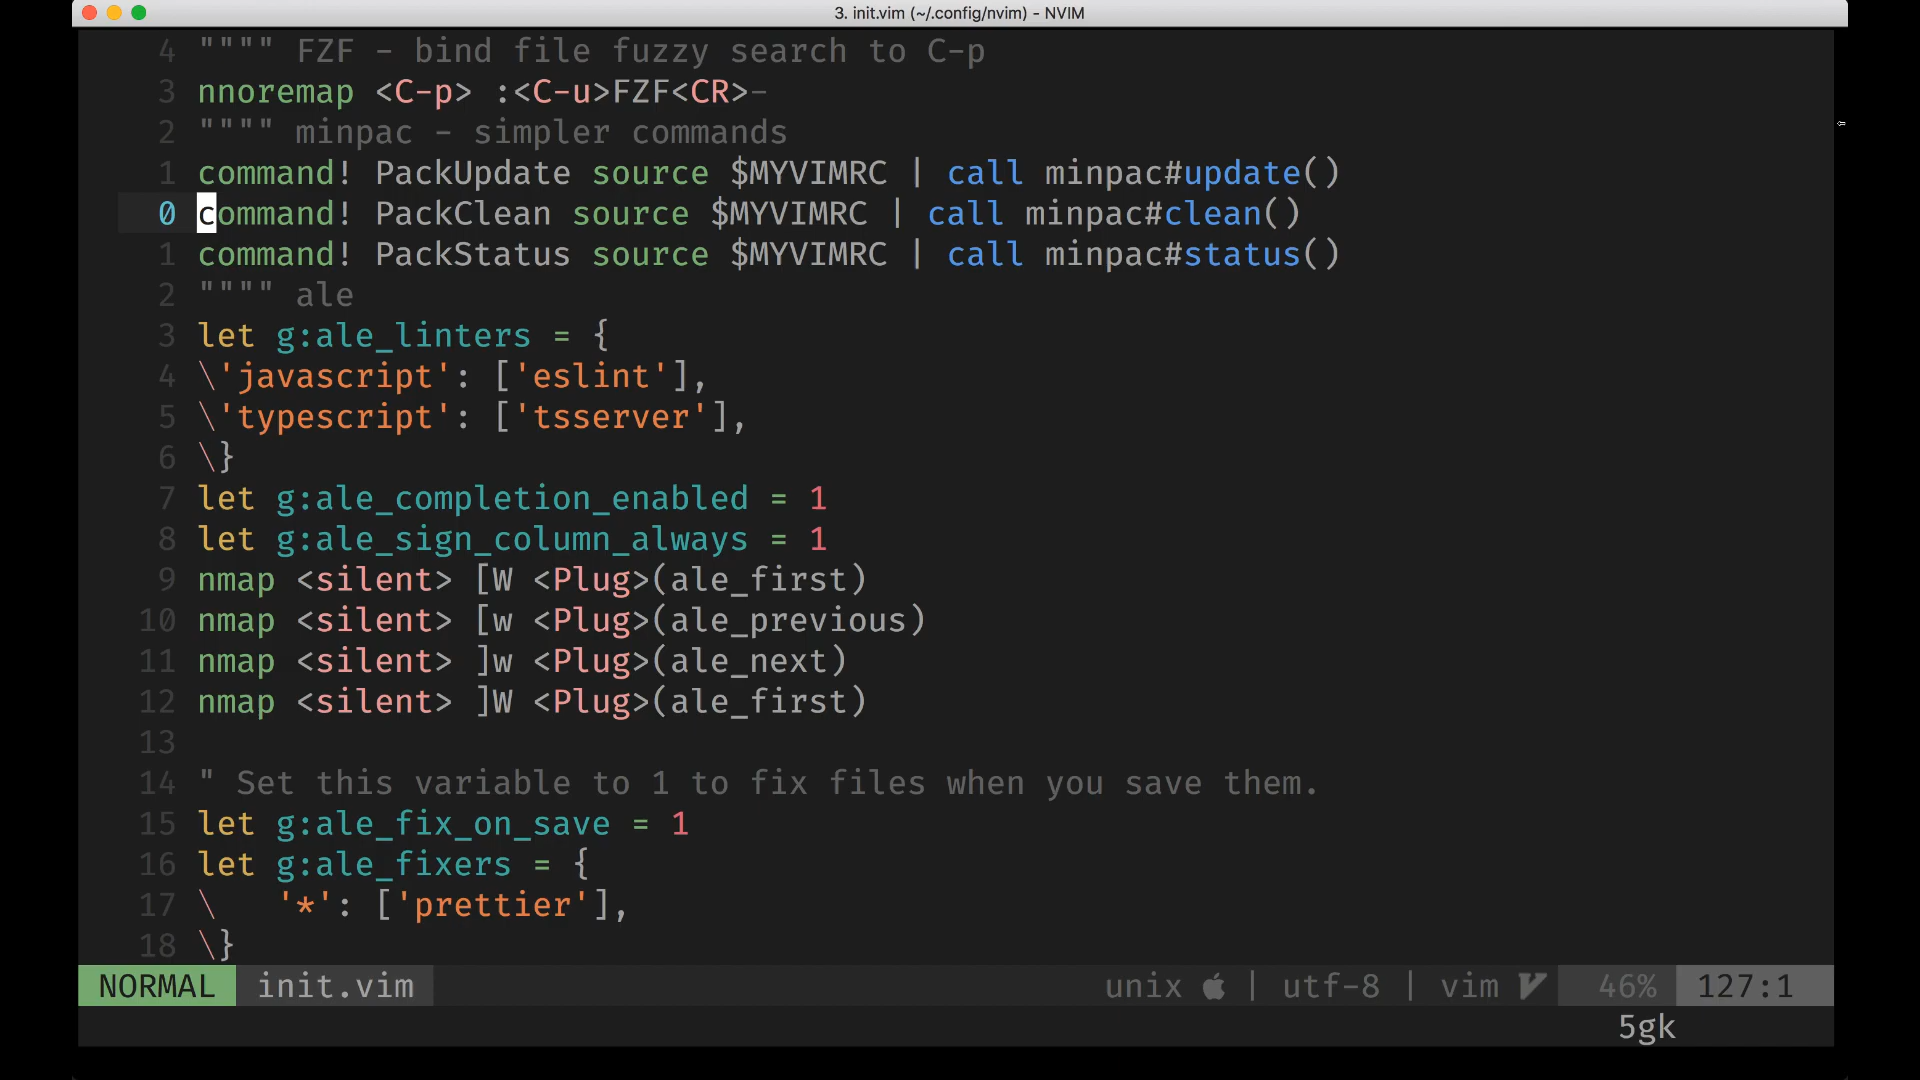 3. init.vim (~/.config/nvim) - NVIM
4 """" FZF - bind file fuzzy search to C-p
3 nnoremap <C-p> :<C-u>FZF<CR>-
2 """" minpac - simpler commands
1 command! PackUpdate source $MYVIMRC | call minpac#update()
0 command! PackClean source $MYVIMRC | call minpac#clean()
1 command! PackStatus source $MYVIMRC | call minpac#status()
2 """" ale
3 let g:ale_linters = {
4 \'javascript': ['eslint'],
5 \'typescript': ['tsserver'],
6 \}
7 let g:ale_completion_enabled = 1
8 let g:ale_sign_column_always = 1
9 nmap <silent> [W <Plug>(ale_first)
10 nmap <silent> [w <Plug>(ale_previous)
11 nmap <silent> ]w <Plug>(ale_next)
12 nmap <silent> ]W <Plug>(ale_first)
13
14 " Set this variable to 1 to fix files when you save them.
15 let g:ale_fix_on_save = 1
16 let g:ale_fixers = {
17 \   '*': ['prettier'],
18 \}
NORMAL init.vim unix | utf-8 | vim 46% 127:1
5gk